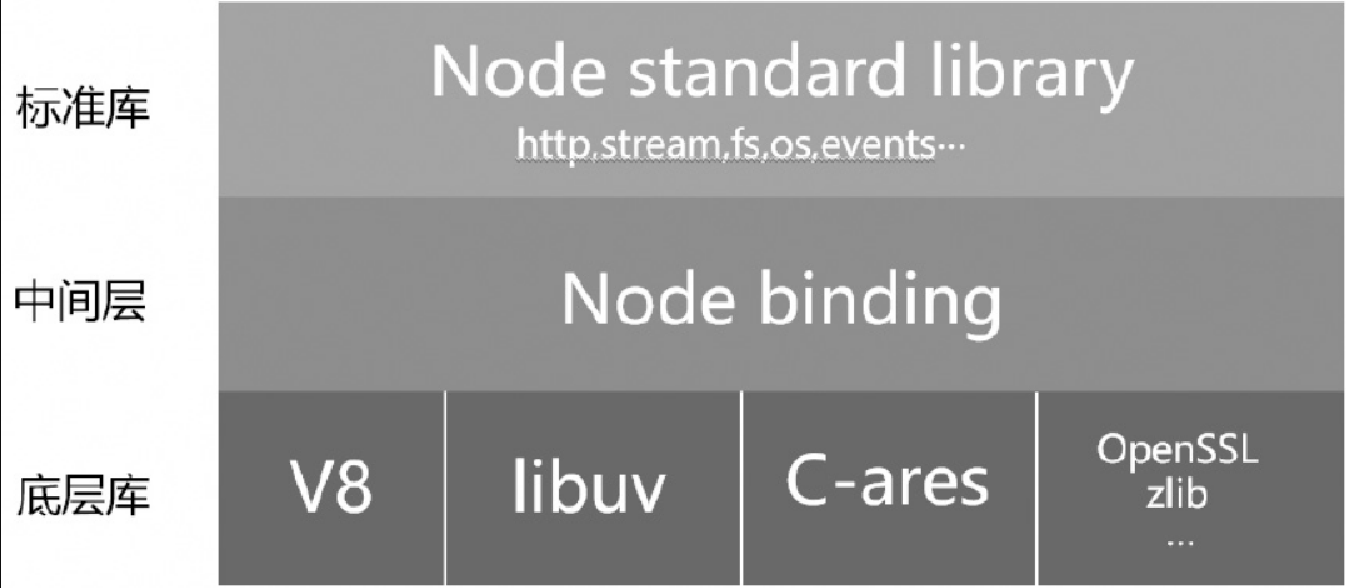 标准库
Node standard library
http,stream,fs,os,events···
中间层
Node binding
底层库
V8
libuv
C-ares
OpenSSL
zlib
...